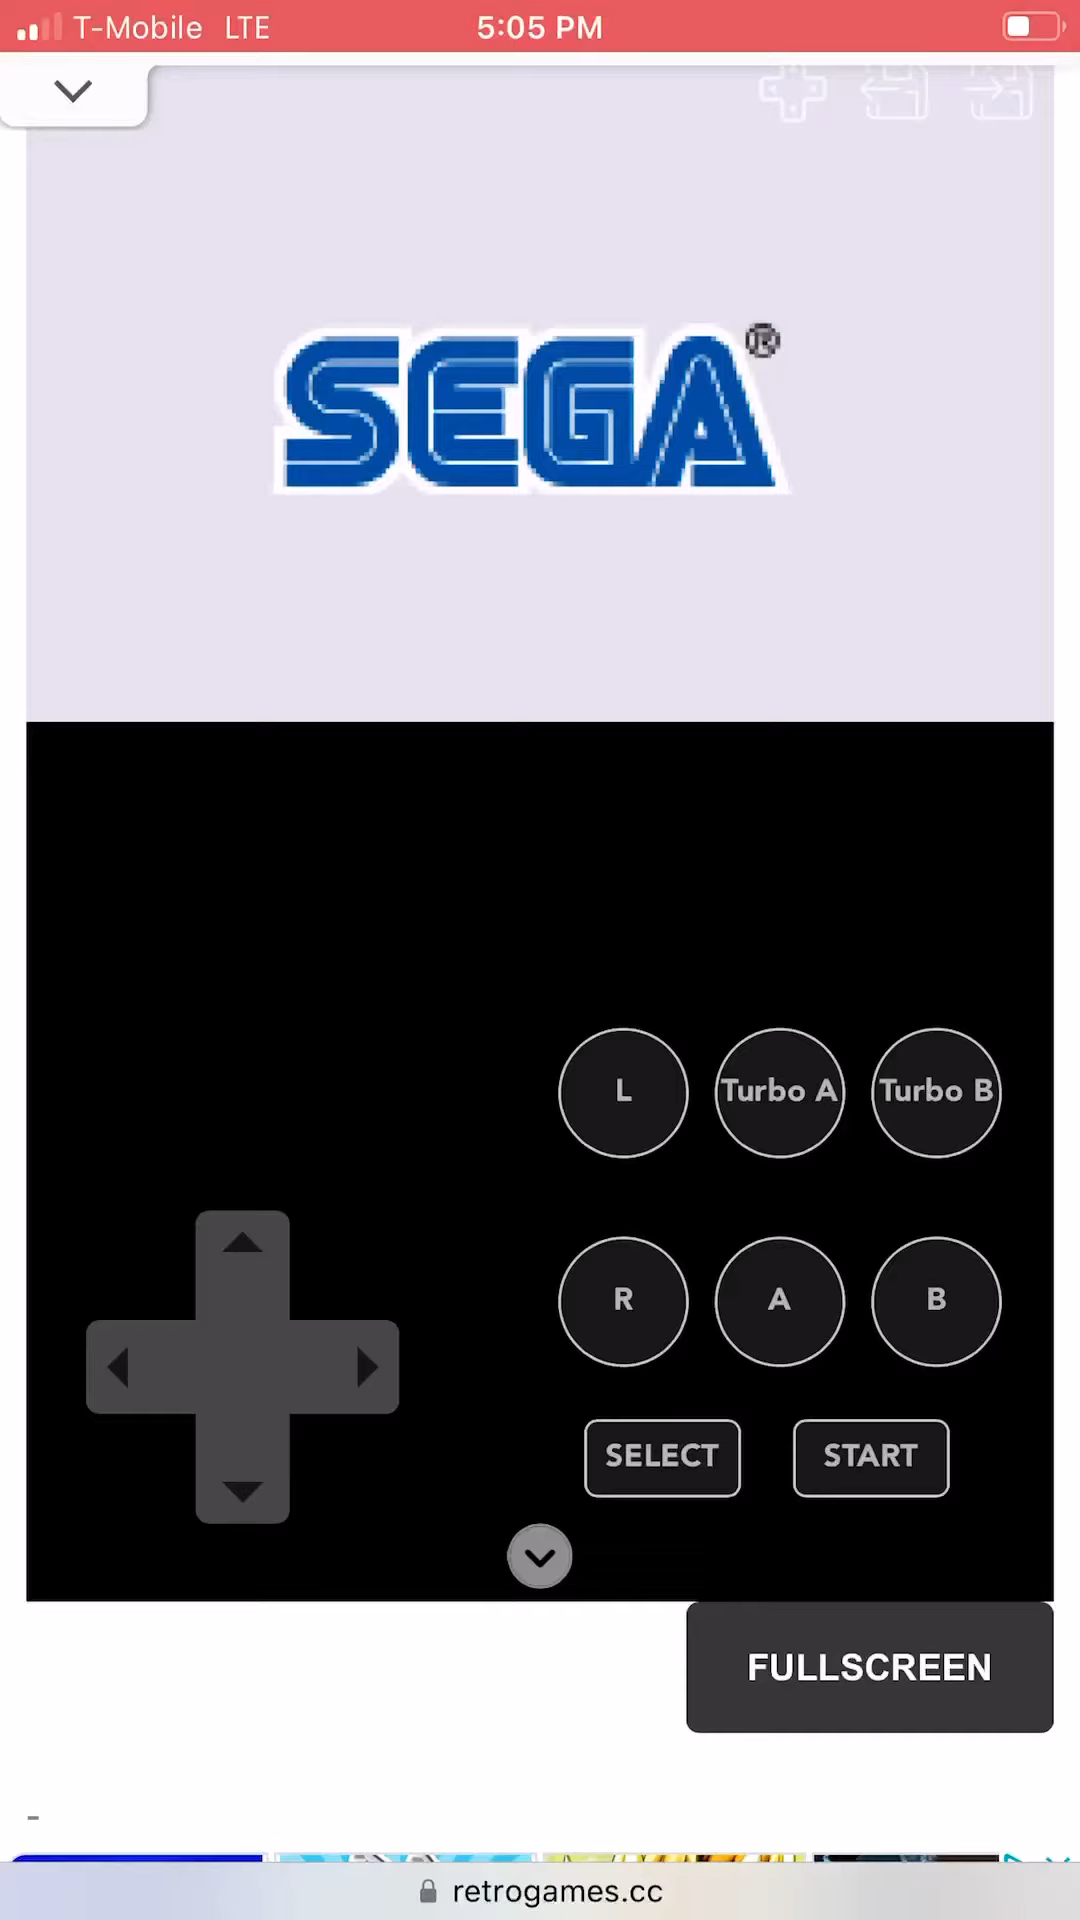 T-Mobile LTE 5:05 PM
SEGA®
L Turbo A Turbo B
R A B
SELECT START
FULLSCREEN
-
retrogames.cc